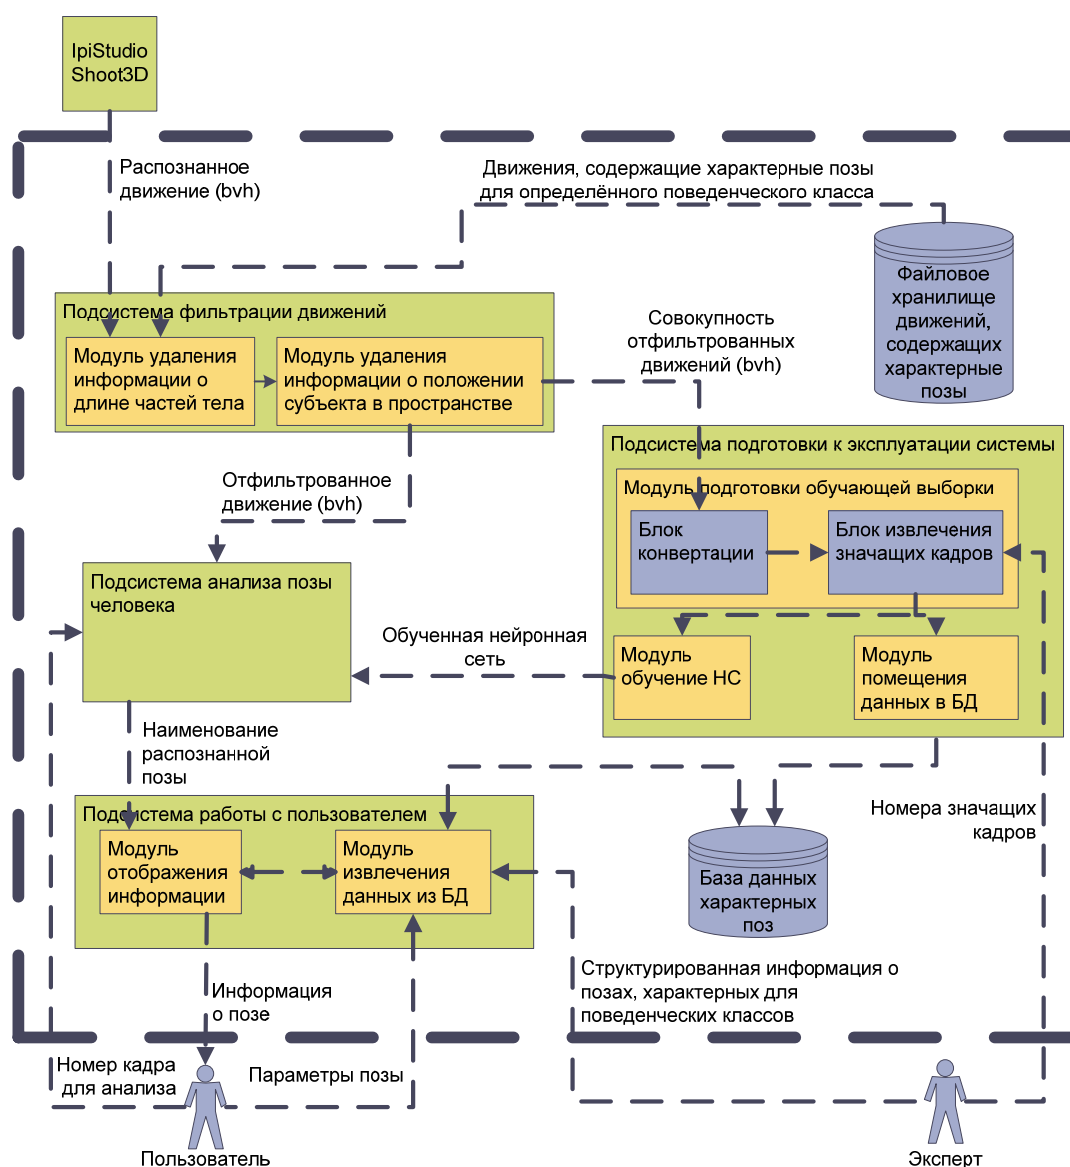 IpiStudio
Shoot3D
Распознанное
движение (bvh)
Движения, содержащие характерные позы
для определённого поведенческого класса
Файловое
хранилище
движений,
содержащих
характерные
позы
Подсистема фильтрации движений
Модуль удаления
информации о
длине частей тела
Модуль удаления
информации о положении
субъекта в пространстве
Совокупность
отфильтрованных
движений (bvh)
Подсистема подготовки к эксплуатации системы
Модуль подготовки обучающей выборки
Блок
конвертации
Блок извлечения
значащих кадров
Отфильтрованное
движение (bvh)
Подсистема анализа позы
человека
Обученная нейронная
сеть
Модуль
обучение НС
Модуль
помещения
данных в БД
Наименование
распознанной
позы
Подсистема работы с пользователем
Модуль
отображения
информации
Модуль
извлечения
данных из БД
База данных
характерных
поз
Номера значащих
кадров
Информация
о позе
Структурированная информация о
позах, характерных для
поведенческих классов
Номер кадра
для анализа
Параметры позы
Пользователь
Эксперт